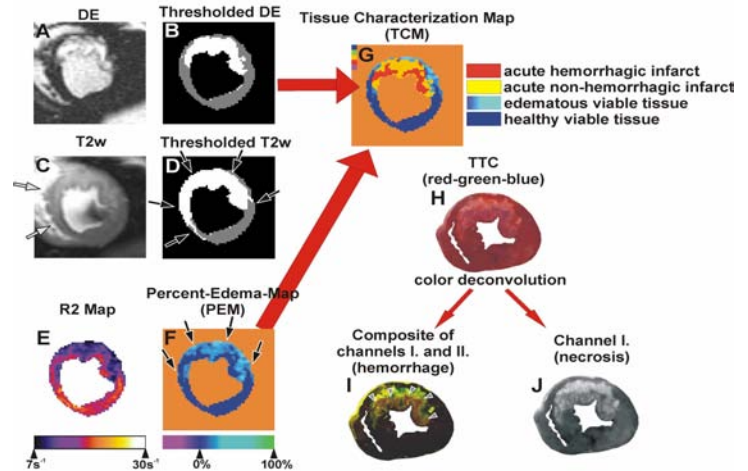 DE
A
Thresholded DE
B
Tissue Characterization Map
(TCM)
G
acute hemorrhagic infarct
acute non-hemorrhagic infarct
edematous viable tissue
healthy viable tissue
T2w
C
Thresholded T2w
D
TTC
(red-green-blue)
H
color deconvolution
R2 Map
E
7s⁻¹
30s⁻¹
Percent-Edema-Map
(PEM)
F
0%
100%
Composite of
channels I. and II.
(hemorrhage)
I
Channel I.
(necrosis)
J